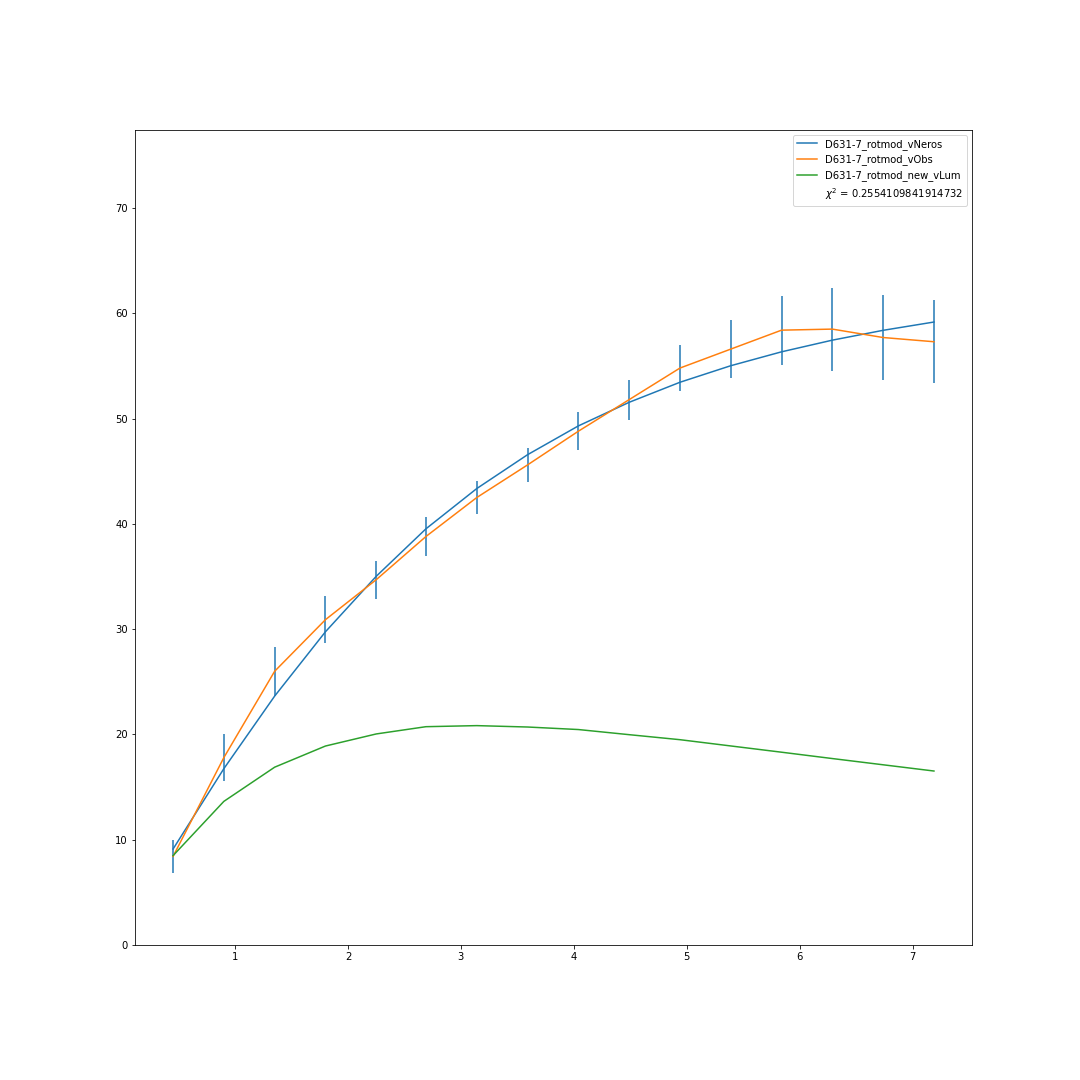 D631-7_rotmod_vNeros
D631-7_rotmod_vObs
D631-7_rotmod_new_vLum
χ² = 0.2554109841914732
70
60
50
40
30
20
10
0
1 2 3 4 5 6 7